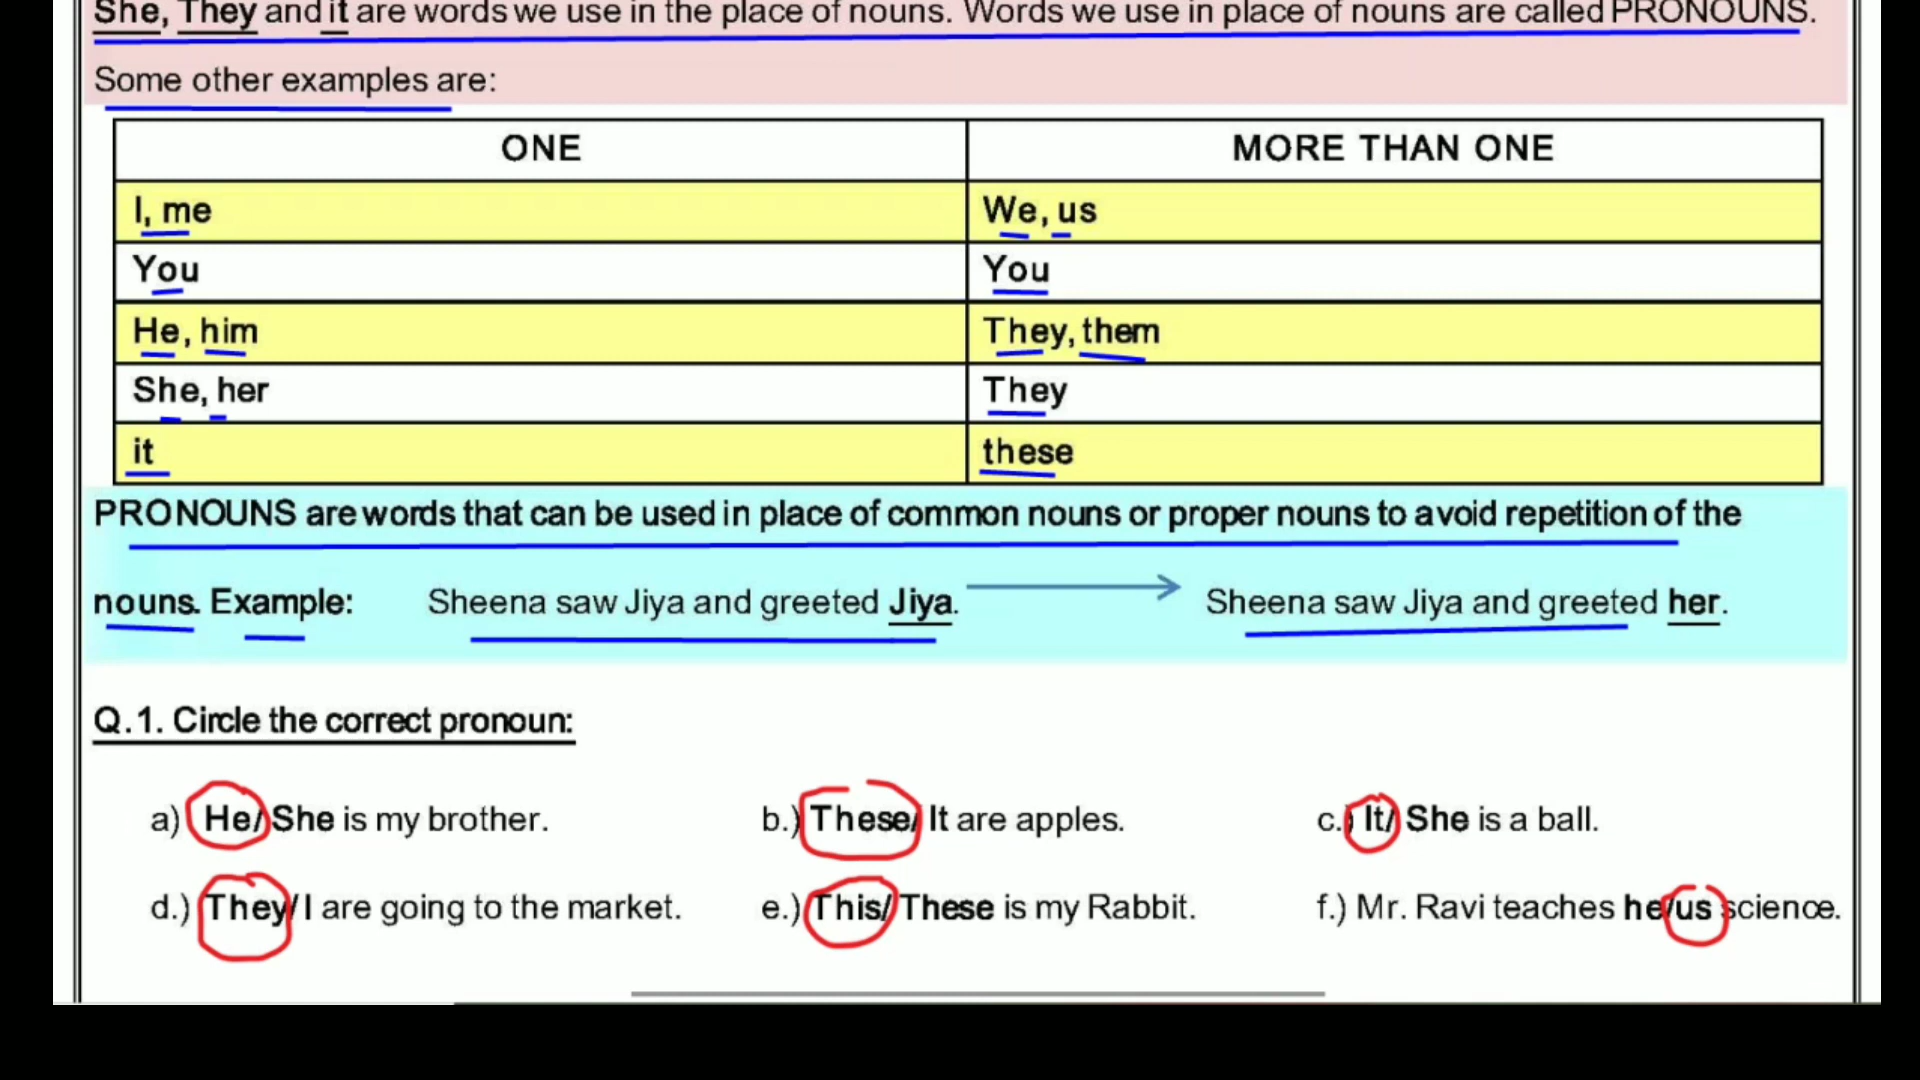 She, They and it are words we use in the place of nouns. Words we use in place of nouns are called PRONOUNS.
Some other examples are:
ONE MORE THAN ONE
I, me We, us
You You
He, him They, them
She, her They
it these
PRONOUNS are words that can be used in place of common nouns or proper nouns to avoid repetition of the
nouns. Example: Sheena saw Jiya and greeted Jiya. Sheena saw Jiya and greeted her.
Q.1. Circle the correct pronoun:
a) He/ She is my brother. b.) These/ It are apples. c.) It/ She is a ball.
d.) They/ I are going to the market. e.) This/ These is my Rabbit. f.) Mr. Ravi teaches he/us science.